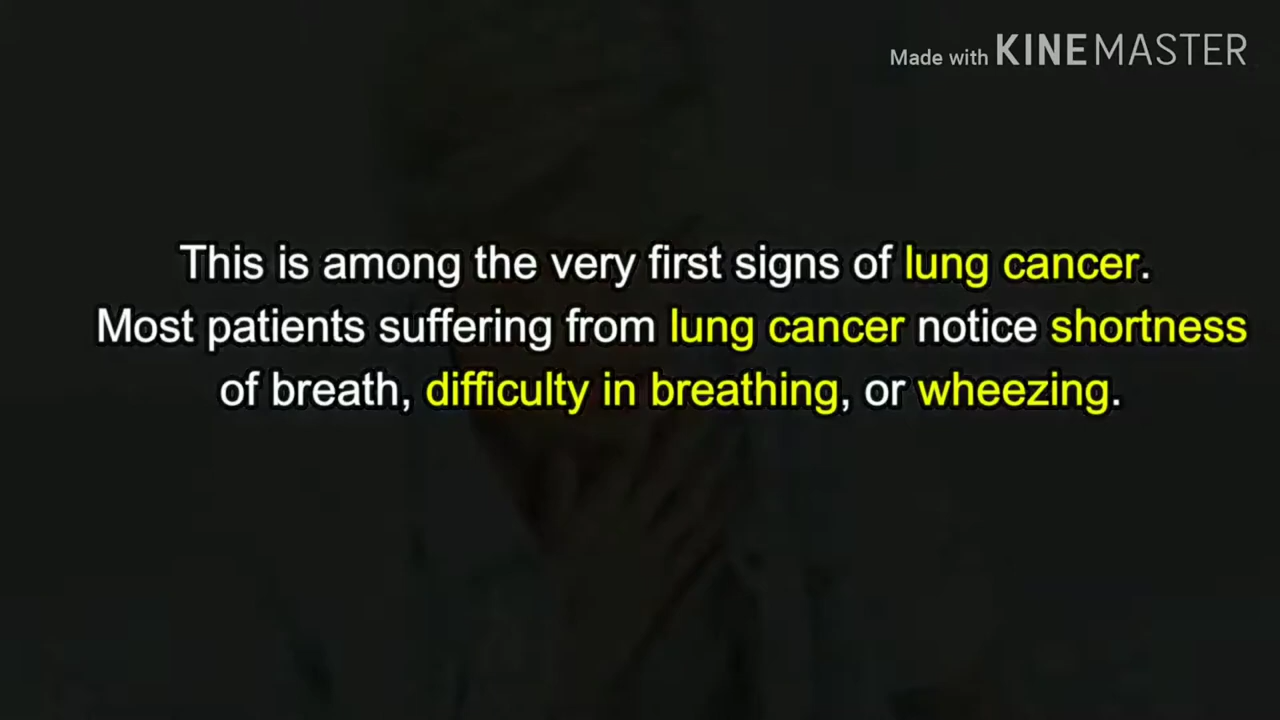 Made with KINEMASTER
This is among the very first signs of lung cancer.
Most patients suffering from lung cancer notice shortness
of breath, difficulty in breathing, or wheezing.